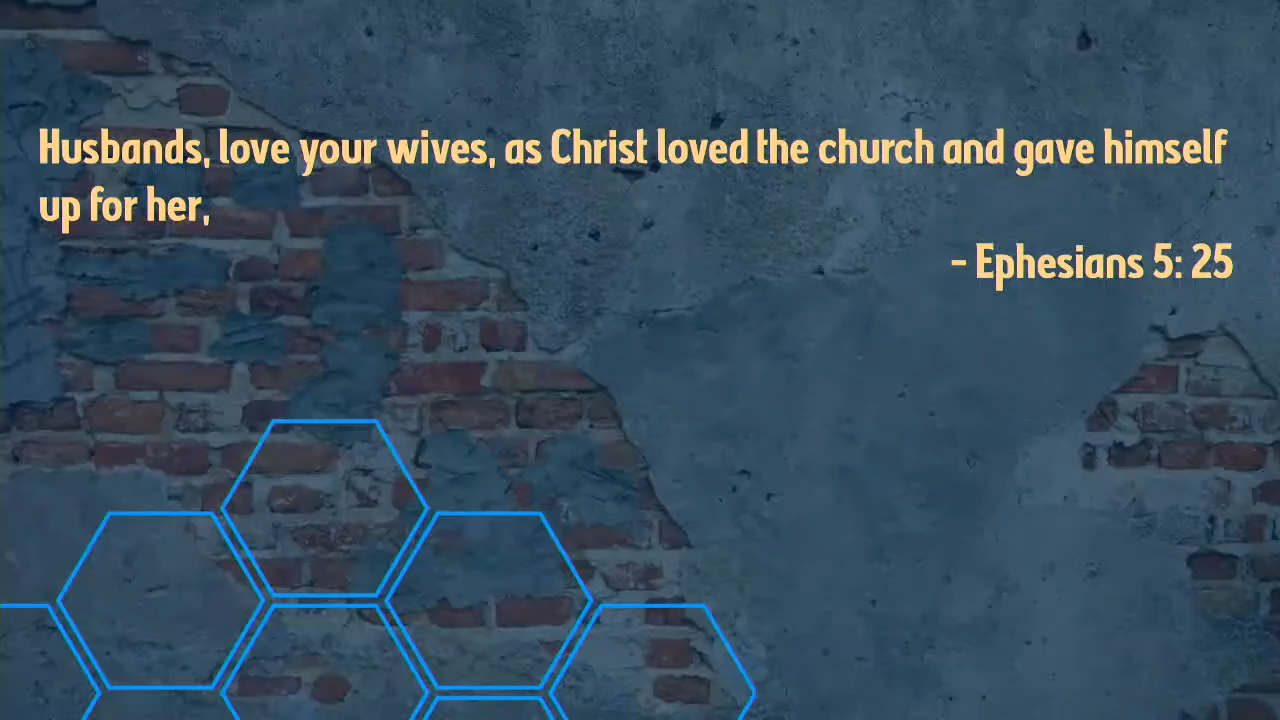 Husbands, love your wives, as Christ loved the church and gave himself
up for her,
- Ephesians 5: 25